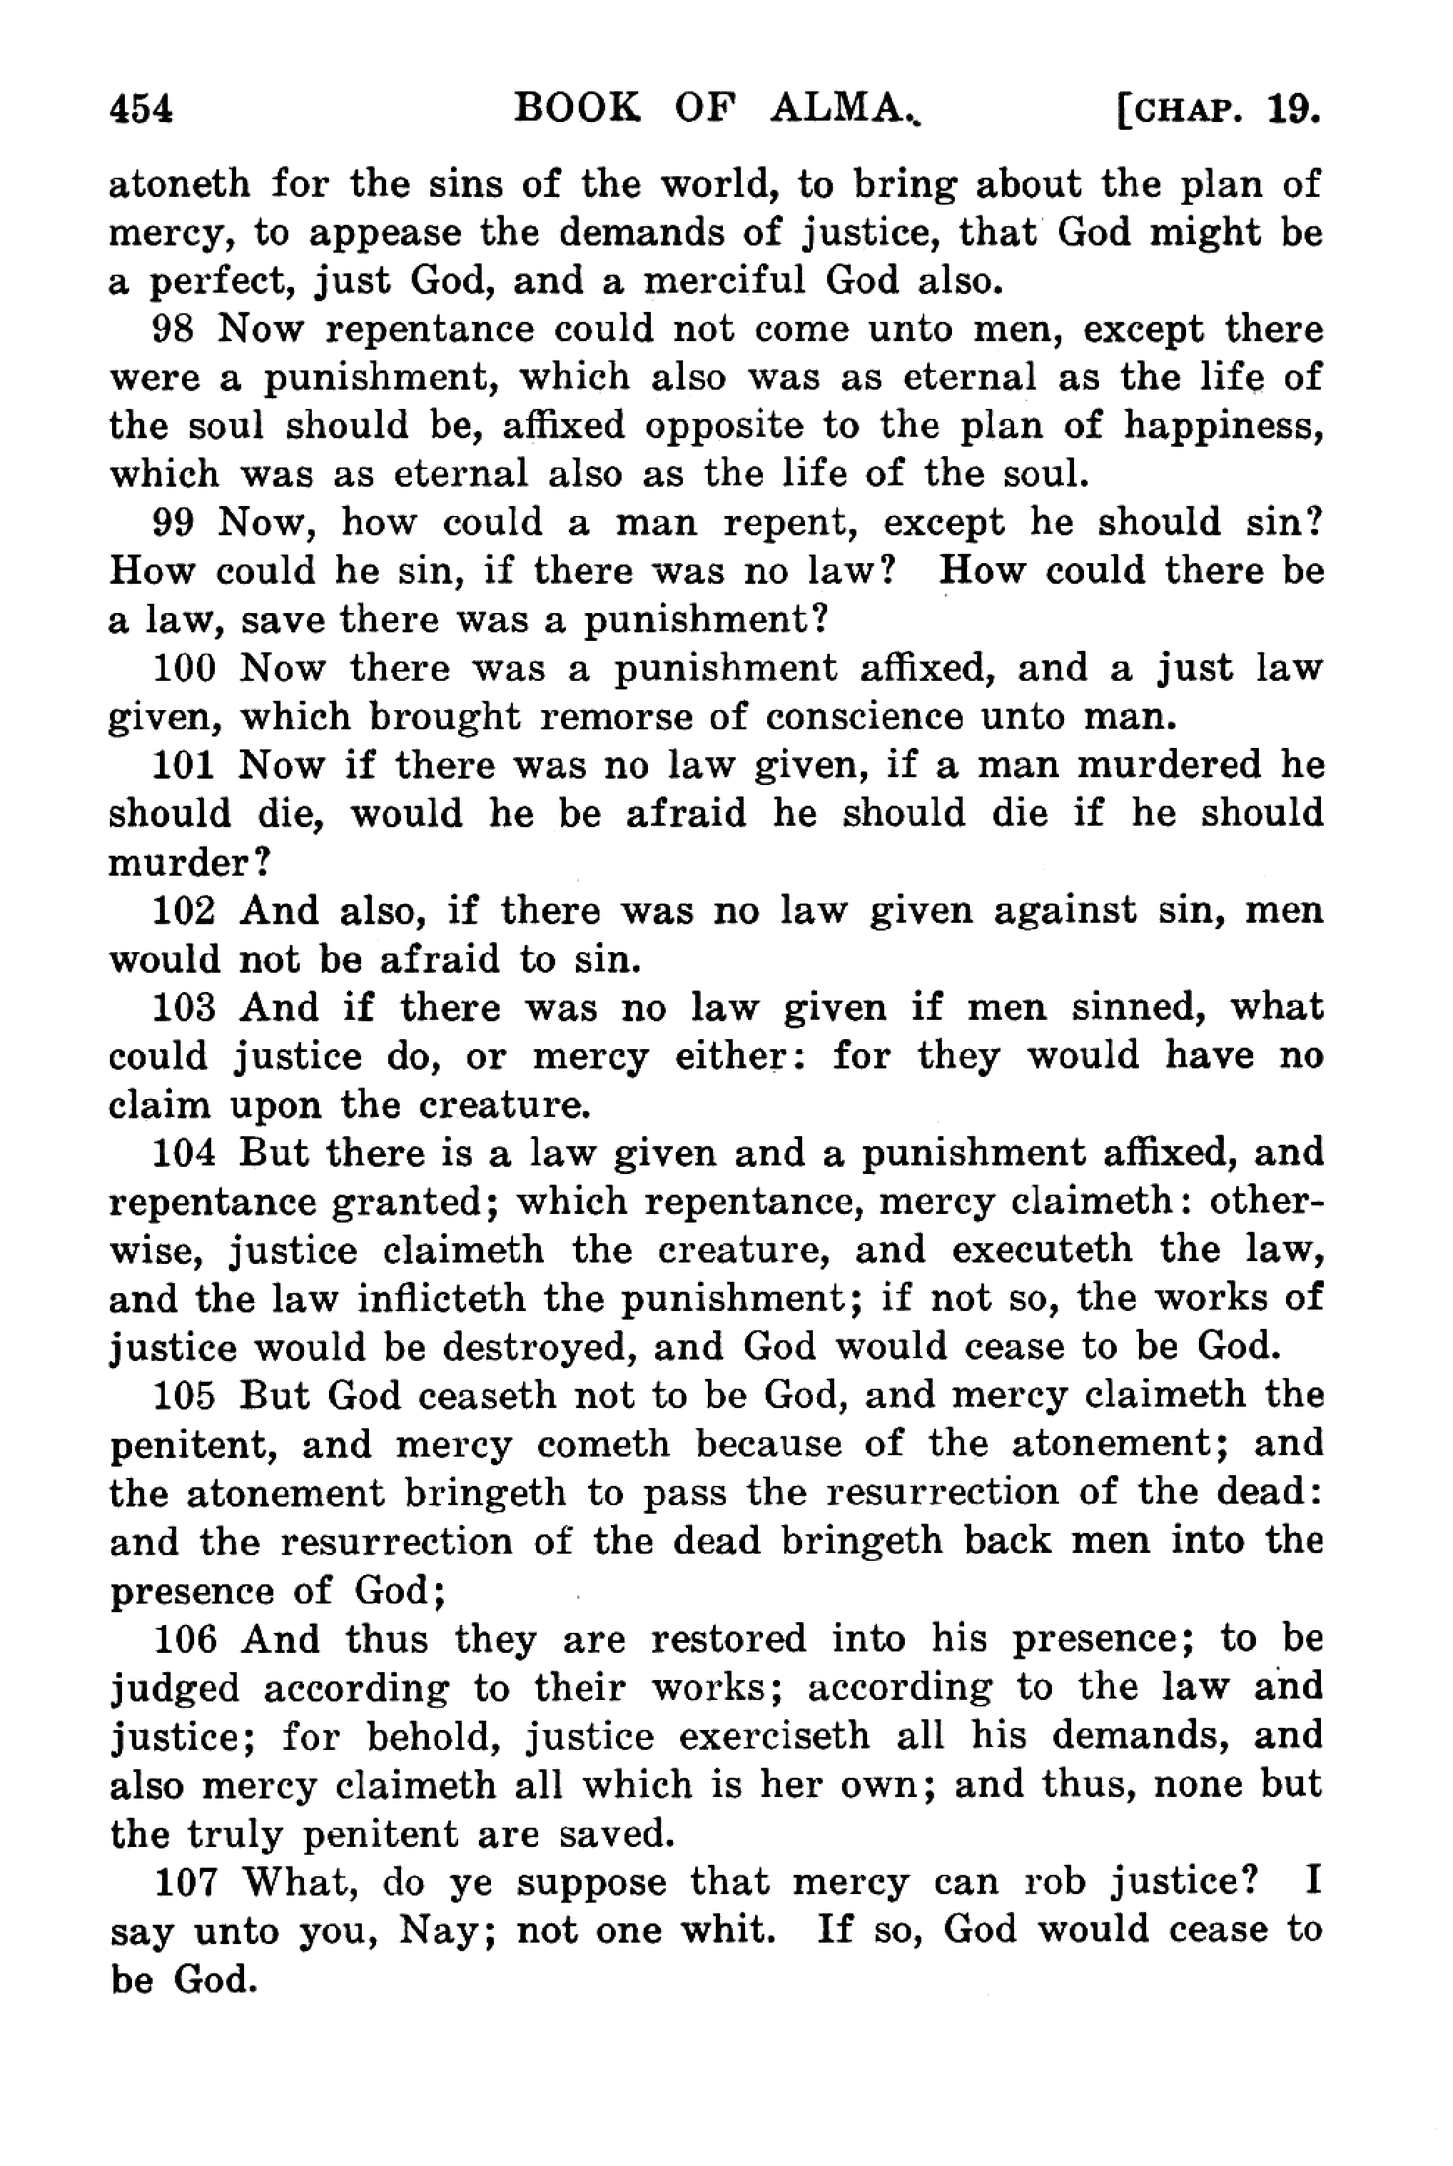 454 BOOK OF ALMA. [CHAP. 19.
atoneth for the sins of the world, to bring about the plan of
mercy, to appease the demands of justice, that God might be
a perfect, just God, and a merciful God also.
98 Now repentance could not come unto men, except there
were a punishment, which also was as eternal as the life of
the soul should be, affixed opposite to the plan of happiness,
which was as eternal also as the life of the soul.
99 Now, how could a man repent, except he should sin?
How could he sin, if there was no law? How could there be
a law, save there was a punishment?
100 Now there was a punishment affixed, and a just law
given, which brought remorse of conscience unto man.
101 Now if there was no law given, if a man murdered he
should die, would he be afraid he should die if he should
murder?
102 And also, if there was no law given against sin, men
would not be afraid to sin.
103 And if there was no law given if men sinned, what
could justice do, or mercy either: for they would have no
claim upon the creature.
104 But there is a law given and a punishment affixed, and
repentance granted; which repentance, mercy claimeth: other-
wise, justice claimeth the creature, and executeth the law,
and the law inflicteth the punishment; if not so, the works of
justice would be destroyed, and God would cease to be God.
105 But God ceaseth not to be God, and mercy claimeth the
penitent, and mercy cometh because of the atonement; and
the atonement bringeth to pass the resurrection of the dead:
and the resurrection of the dead bringeth back men into the
presence of God;
106 And thus they are restored into his presence; to be
judged according to their works; according to the law and
justice; for behold, justice exerciseth all his demands, and
also mercy claimeth all which is her own; and thus, none but
the truly penitent are saved.
107 What, do ye suppose that mercy can rob justice? I
say unto you, Nay; not one whit. If so, God would cease to
be God.